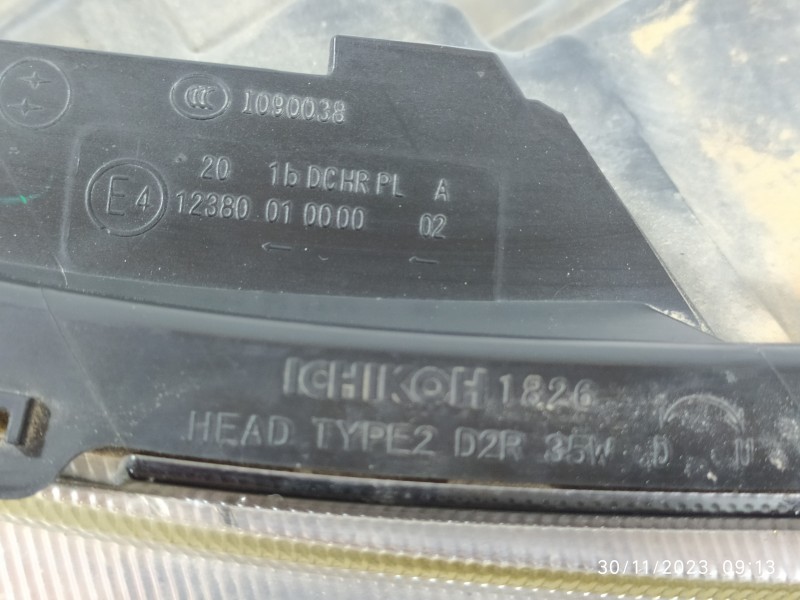 CCC 1090038
20 1b DCHR PL A
E4 12380 01 0000 02
ICHIKOH 1826
HEAD TYPE2 D2R 35W D U
30/11/2023 09:13